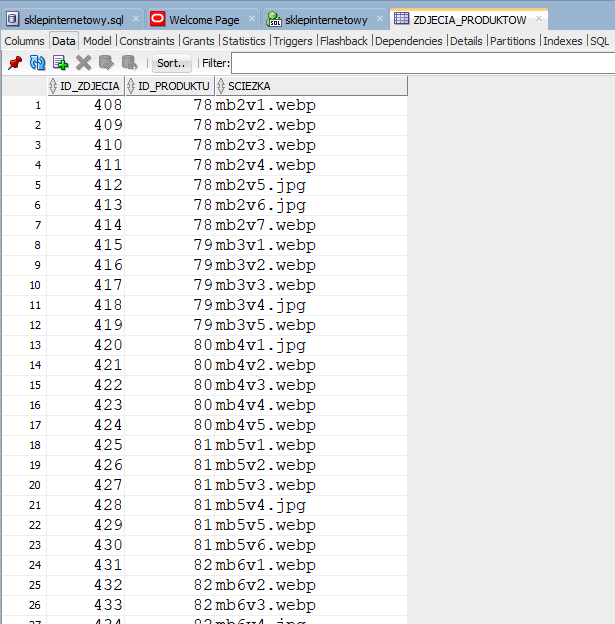 sklepinternetowy.sql Welcome Page sklepinternetowy ZDJECIA_PRODUKTOW
Columns Data Model Constraints Grants Statistics Triggers Flashback Dependencies Details Partitions Indexes SQL
Sort.. Filter:
ID_ZDJECIA ID_PRODUKTU SCIEZKA
1 408 78 mb2v1.webp
2 409 78 mb2v2.webp
3 410 78 mb2v3.webp
4 411 78 mb2v4.webp
5 412 78 mb2v5.jpg
6 413 78 mb2v6.jpg
7 414 78 mb2v7.webp
8 415 79 mb3v1.webp
9 416 79 mb3v2.webp
10 417 79 mb3v3.webp
11 418 79 mb3v4.jpg
12 419 79 mb3v5.webp
13 420 80 mb4v1.jpg
14 421 80 mb4v2.webp
15 422 80 mb4v3.webp
16 423 80 mb4v4.webp
17 424 80 mb4v5.webp
18 425 81 mb5v1.webp
19 426 81 mb5v2.webp
20 427 81 mb5v3.webp
21 428 81 mb5v4.jpg
22 429 81 mb5v5.webp
23 430 81 mb5v6.webp
24 431 82 mb6v1.webp
25 432 82 mb6v2.webp
26 433 82 mb6v3.webp